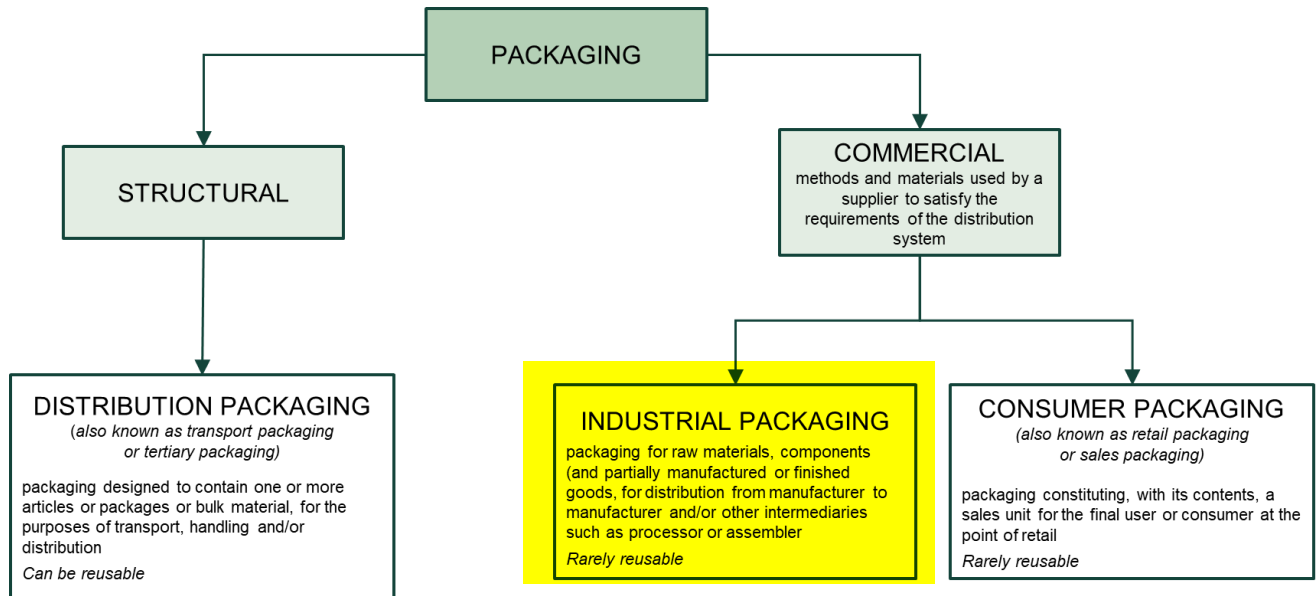 PACKAGING
STRUCTURAL
COMMERCIAL
methods and materials used by a
supplier to satisfy the
requirements of the distribution
system
DISTRIBUTION PACKAGING
(also known as transport packaging
or tertiary packaging)
packaging designed to contain one or more
articles or packages or bulk material, for the
purposes of transport, handling and/or
distribution
Can be reusable
INDUSTRIAL PACKAGING
packaging for raw materials, components
(and partially manufactured or finished
goods, for distribution from manufacturer to
manufacturer and/or other intermediaries
such as processor or assembler
Rarely reusable
CONSUMER PACKAGING
(also known as retail packaging
or sales packaging)
packaging constituting, with its contents, a
sales unit for the final user or consumer at the
point of retail
Rarely reusable